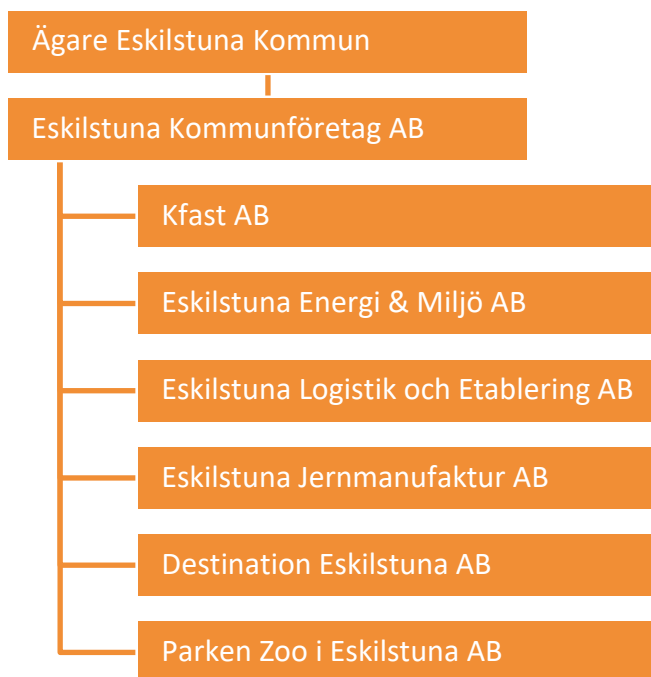 Ägare Eskilstuna Kommun
Eskilstuna Kommunföretag AB
Kfast AB
Eskilstuna Energi & Miljö AB
Eskilstuna Logistik och Etablering AB
Eskilstuna Jernmanufaktur AB
Destination Eskilstuna AB
Parken Zoo i Eskilstuna AB